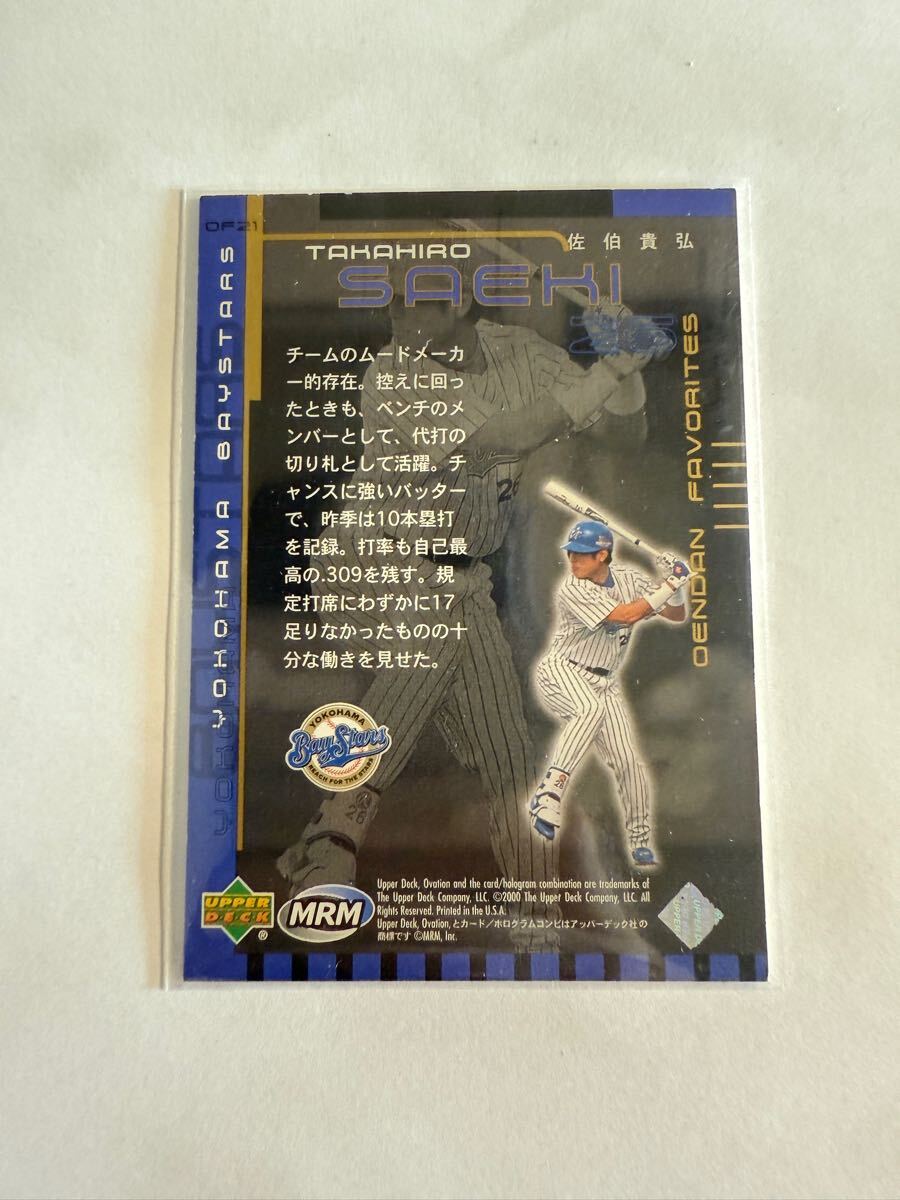 OF21
TAKAHIRO
佐伯貴弘
SAEKI
YOKOHAMA BAYSTARS
OENDAN FAVORITES
チームのムードメーカ
ー的存在。控えに回っ
たときも、ベンチのメ
ンバーとして、代打の
切り札として活躍。チ
ャンスに強いバッター
で、昨季は10本塁打
を記録。打率も自己最
高の.309を残す。規
定打席にわずかに17
足りなかったものの十
分な働きを見せた。
26
YOKOHAMA
BayStars
REACH FOR THE STARS
26
UPPER
DECK
®
MRM
Upper Deck, Ovation and the card/hologram combination are trademarks of
The Upper Deck Company, LLC. ©2000 The Upper Deck Company, LLC. All
Rights Reserved. Printed in the U.S.A.
Upper Deck, Ovation, とカード／ホログラムコンビはアッパーデック社の
商標です ©MRM, Inc.